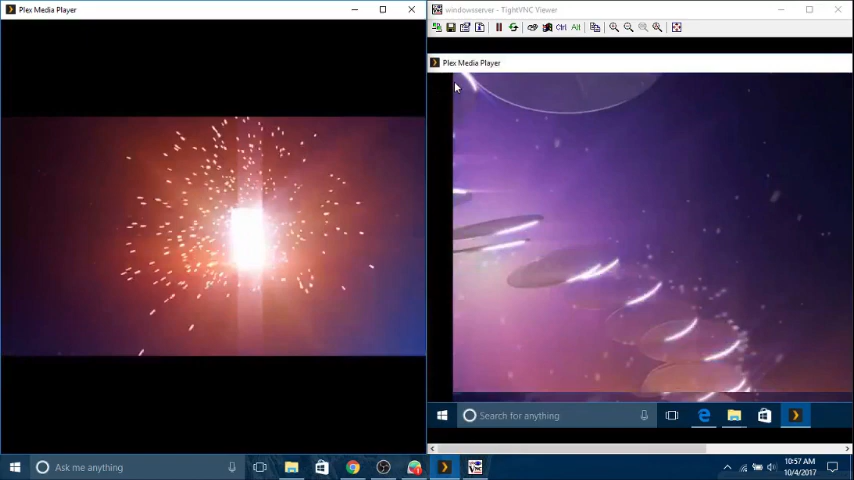 Plex Media Player
windowsserver - TightVNC Viewer
Ctrl Alt
Plex Media Player
Search for anything
Ask me anything
10:57 AM
10/4/2017